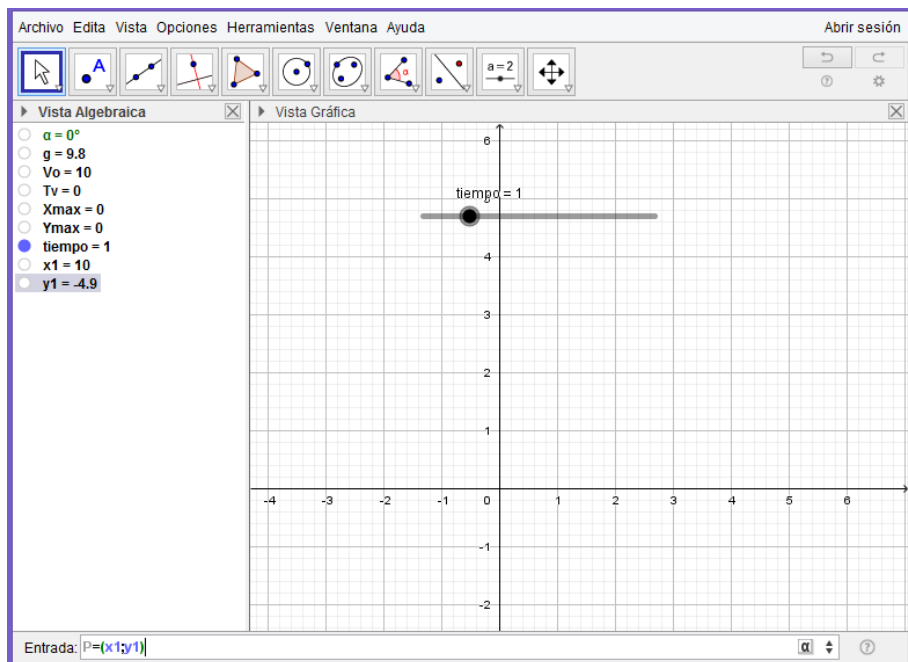 Archivo Edita Vista Opciones Herramientas Ventana Ayuda Abrir sesión
A α a = 2
Vista Algebraica Vista Gráfica
α = 0°
g = 9.8
Vo = 10
Tv = 0
Xmax = 0
Ymax = 0
tiempo = 1
x1 = 10
y1 = -4.9
6
tiempo = 1
5
4
3
2
1
-4 -3 -2 -1 0 1 2 3 4 5 6
-1
-2
Entrada: P=(x1;y1) α